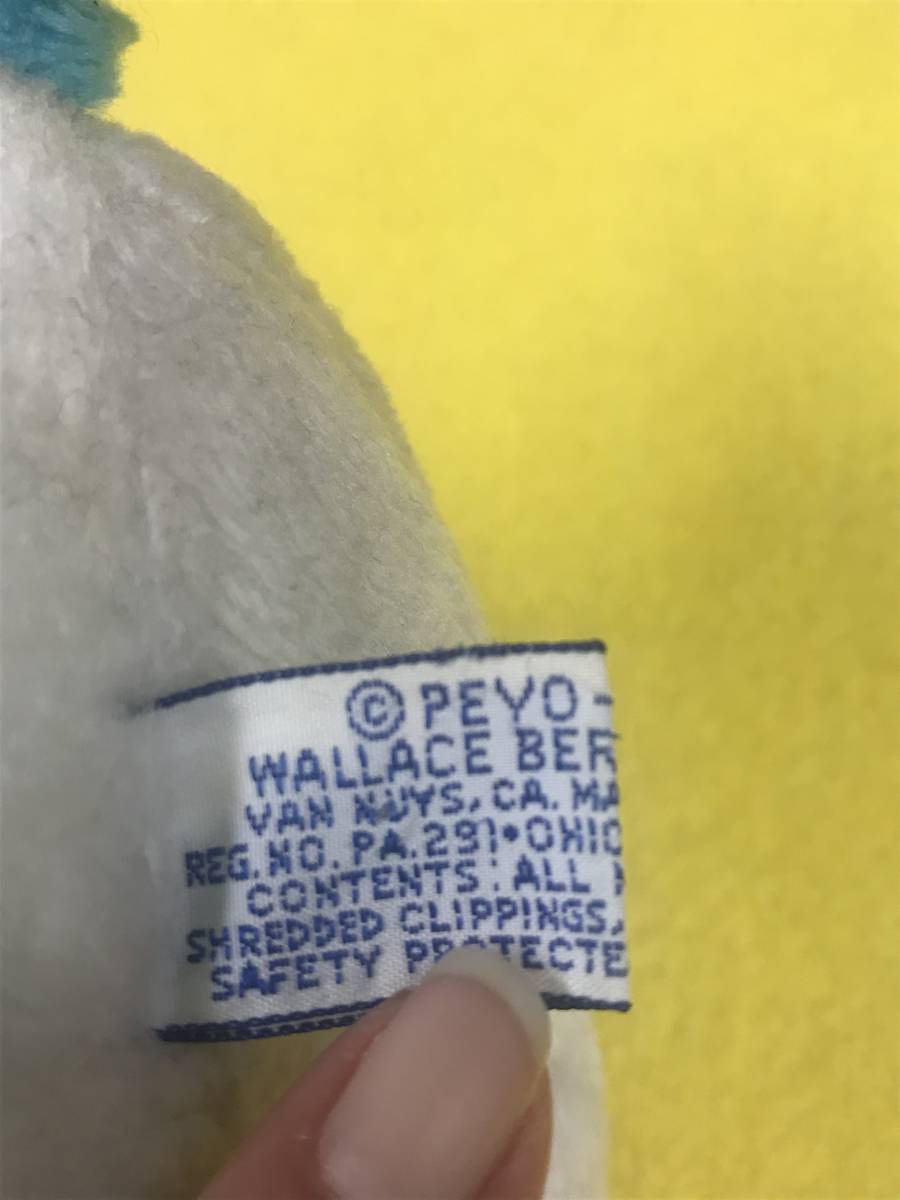 © PEYO -
WALLACE BER
VAN NUYS, CA. MA
REG. NO. PA. 291 • OHIO
CONTENTS: ALL
SHREDDED CLIPPINGS,
SAFETY PROTECTE